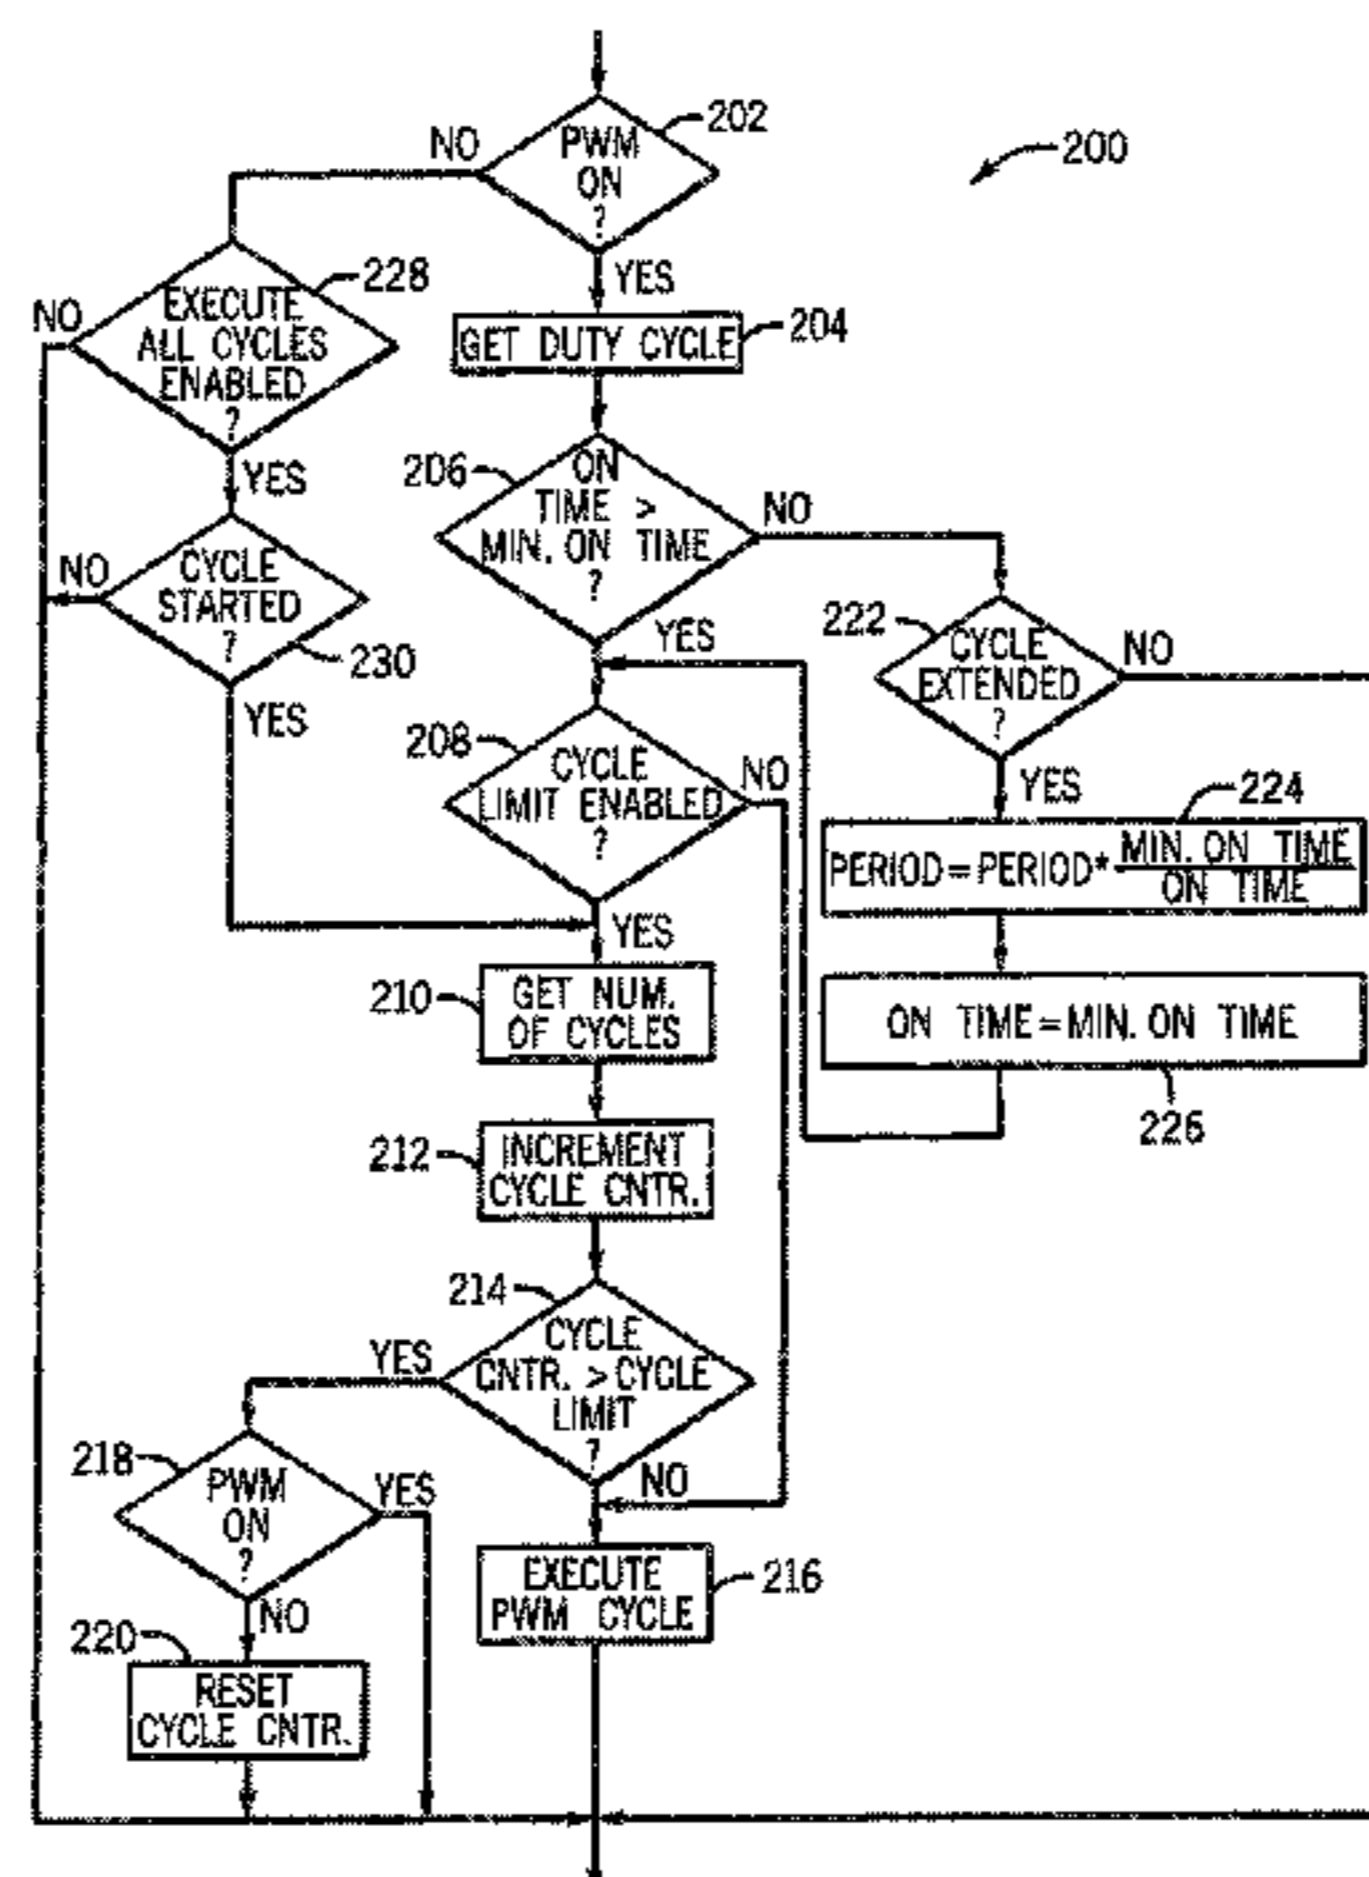 202
PWM
ON
?
NO
200
YES
228
EXECUTE
ALL CYCLES
ENABLED
?
NO
GET DUTY CYCLE
204
YES
206
ON
TIME >
MIN. ON TIME
?
NO
CYCLE
STARTED
?
NO
230
YES
YES
222
CYCLE
EXTENDED
?
NO
208
CYCLE
LIMIT ENABLED
?
NO
YES
224
PERIOD = PERIOD* MIN. ON TIME
ON TIME
YES
210
GET NUM.
OF CYCLES
ON TIME = MIN. ON TIME
226
212
INCREMENT
CYCLE CNTR.
214
CYCLE
CNTR. > CYCLE
LIMIT
?
YES
NO
218
PWM
ON
?
YES
NO
EXECUTE
PWM CYCLE
216
220
RESET
CYCLE CNTR.